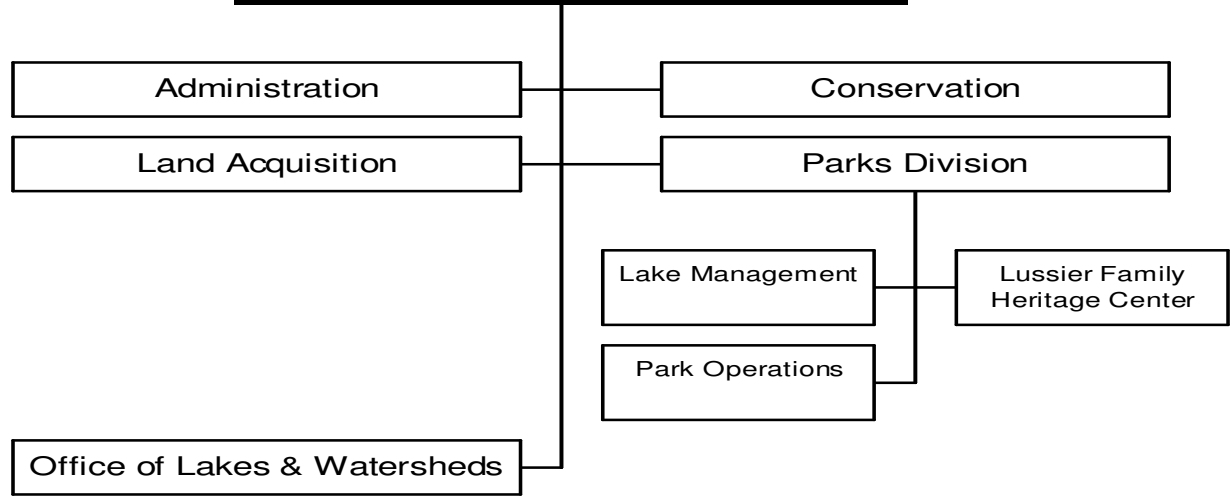 Administration
Conservation
Land Acquisition
Parks Division
Lake Management
Lussier Family
Heritage Center
Park Operations
Office of Lakes & Watersheds